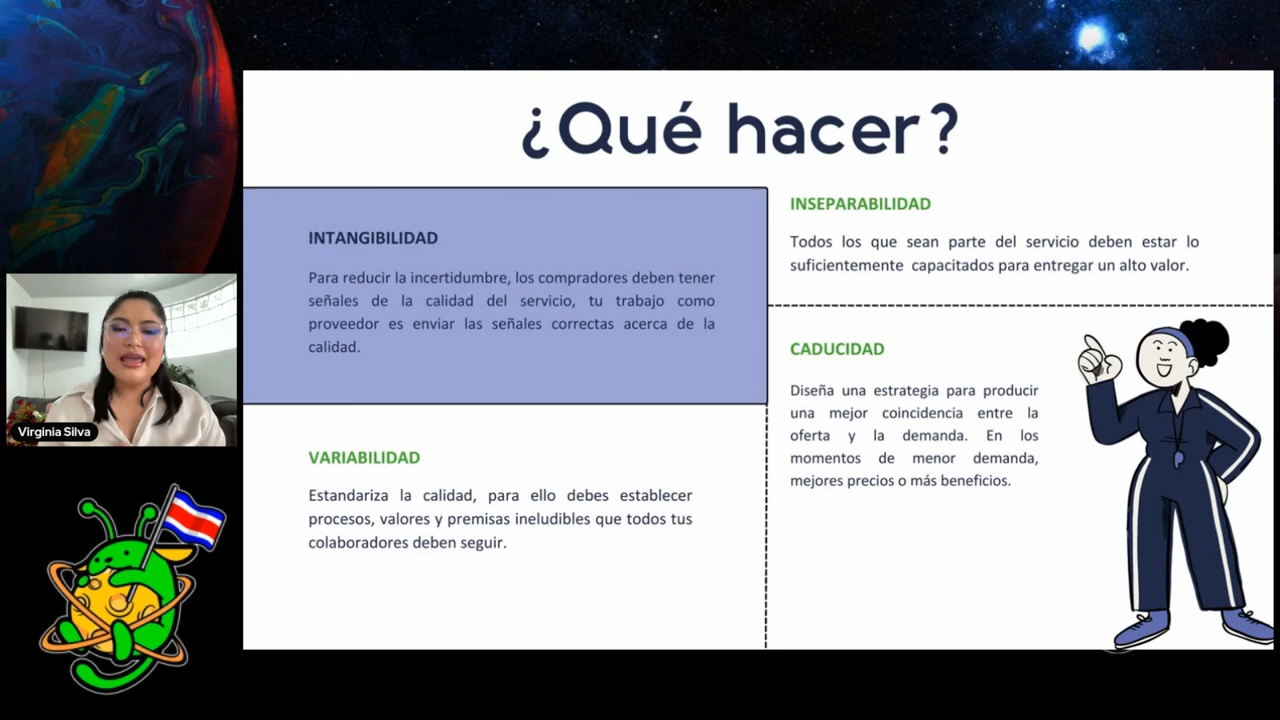 ¿Qué hacer?
INTANGIBILIDAD
Para reducir la incertidumbre, los compradores deben tener
señales de la calidad del servicio, tu trabajo como
proveedor es enviar las señales correctas acerca de la
calidad.
VARIABILIDAD
Estandariza la calidad, para ello debes establecer
procesos, valores y premisas ineludibles que todos tus
colaboradores deben seguir.
INSEPARABILIDAD
Todos los que sean parte del servicio deben estar lo
suficientemente capacitados para entregar un alto valor.
CADUCIDAD
Diseña una estrategia para producir
una mejor coincidencia entre la
oferta y la demanda. En los
momentos de menor demanda,
mejores precios o más beneficios.
Virginia Silva